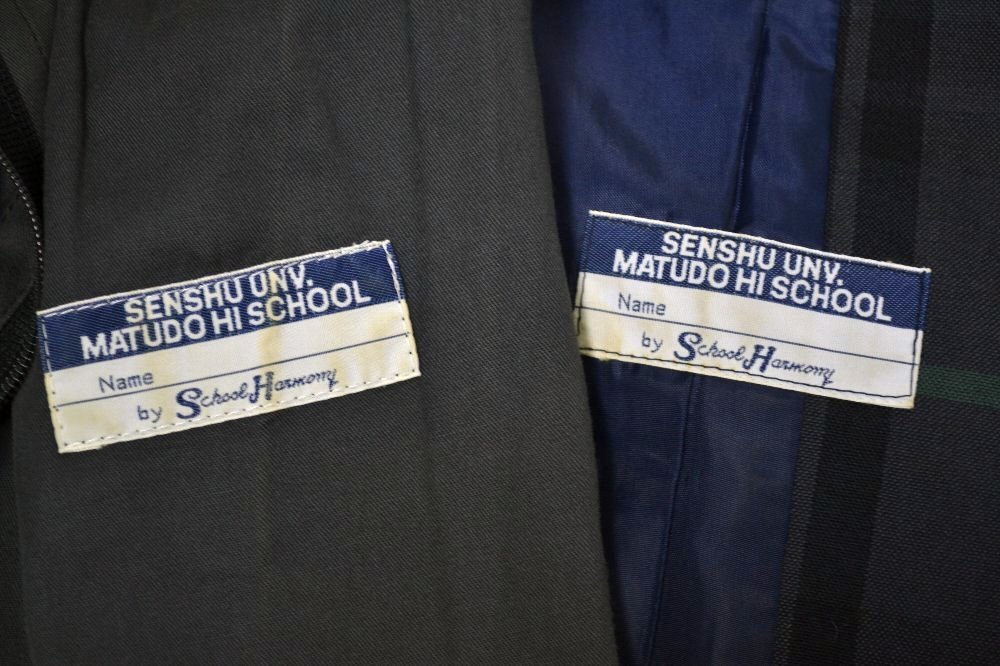 SENSHU UNV.
MATUDO HI SCHOOL
Name
by School Harmony
SENSHU UNV.
MATUDO HI SCHOOL
Name
by School Harmony